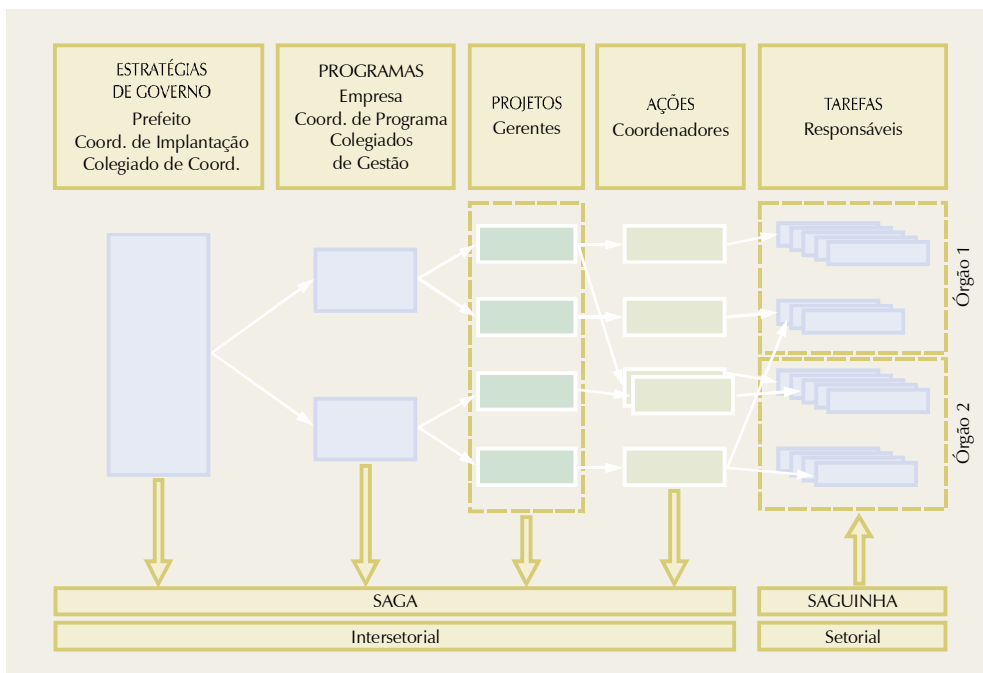 ESTRATÉGIAS
DE GOVERNO
Prefeito
Coord. de Implantação
Colegiado de Coord.
PROGRAMAS
Empresa
Coord. de Programa
Colegiados
de Gestão
PROJETOS
Gerentes
AÇÕES
Coordenadores
TAREFAS
Responsáveis
Órgão 1
Órgão 2
SAGA
SAGUINHA
Intersetorial
Setorial